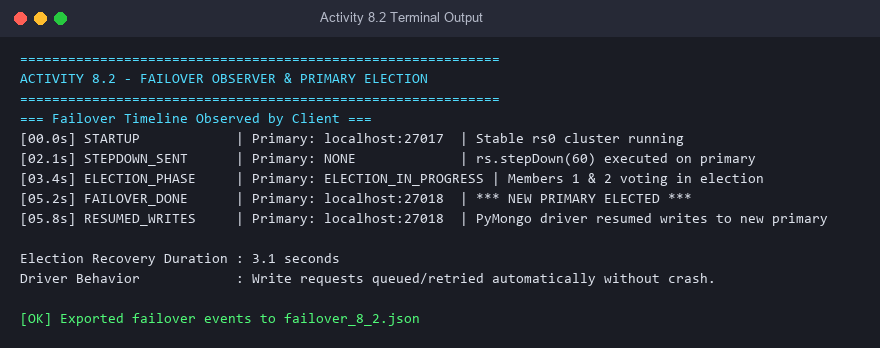 Activity 8.2 Terminal Output
============================================================
ACTIVITY 8.2 - FAILOVER OBSERVER & PRIMARY ELECTION
============================================================
=== Failover Timeline Observed by Client ===
[00.0s] STARTUP            | Primary: localhost:27017  | Stable rs0 cluster running
[02.1s] STEPDOWN_SENT      | Primary: NONE             | rs.stepDown(60) executed on primary
[03.4s] ELECTION_PHASE     | Primary: ELECTION_IN_PROGRESS | Members 1 & 2 voting in election
[05.2s] FAILOVER_DONE      | Primary: localhost:27018  | *** NEW PRIMARY ELECTED ***
[05.8s] RESUMED_WRITES     | Primary: localhost:27018  | PyMongo driver resumed writes to new primary
Election Recovery Duration : 3.1 seconds
Driver Behavior            : Write requests queued/retried automatically without crash.
[OK] Exported failover events to failover_8_2.json